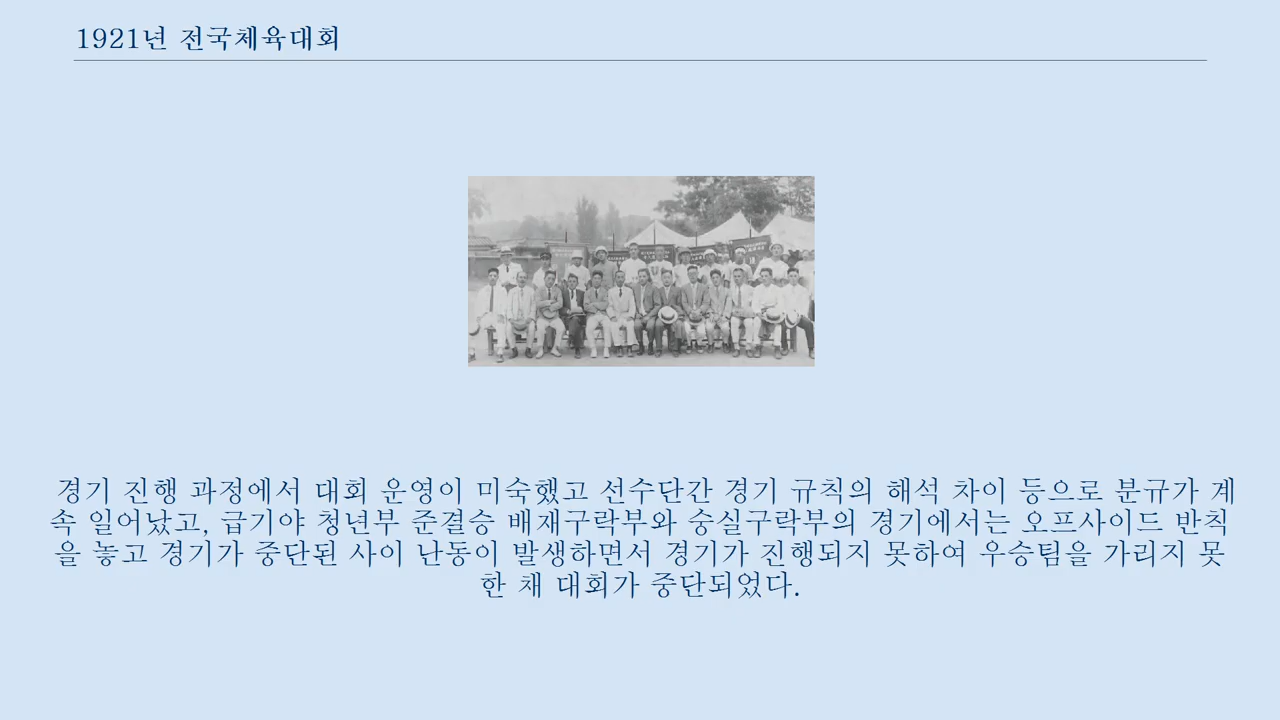 1921년 전국체육대회
경기 진행 과정에서 대회 운영이 미숙했고 선수단간 경기 규칙의 해석 차이 등으로 분규가 계
속 일어났고, 급기야 청년부 준결승 배재구락부와 숭실구락부의 경기에서는 오프사이드 반칙
을 놓고 경기가 중단된 사이 난동이 발생하면서 경기가 진행되지 못하여 우승팀을 가리지 못
한 채 대회가 중단되었다.